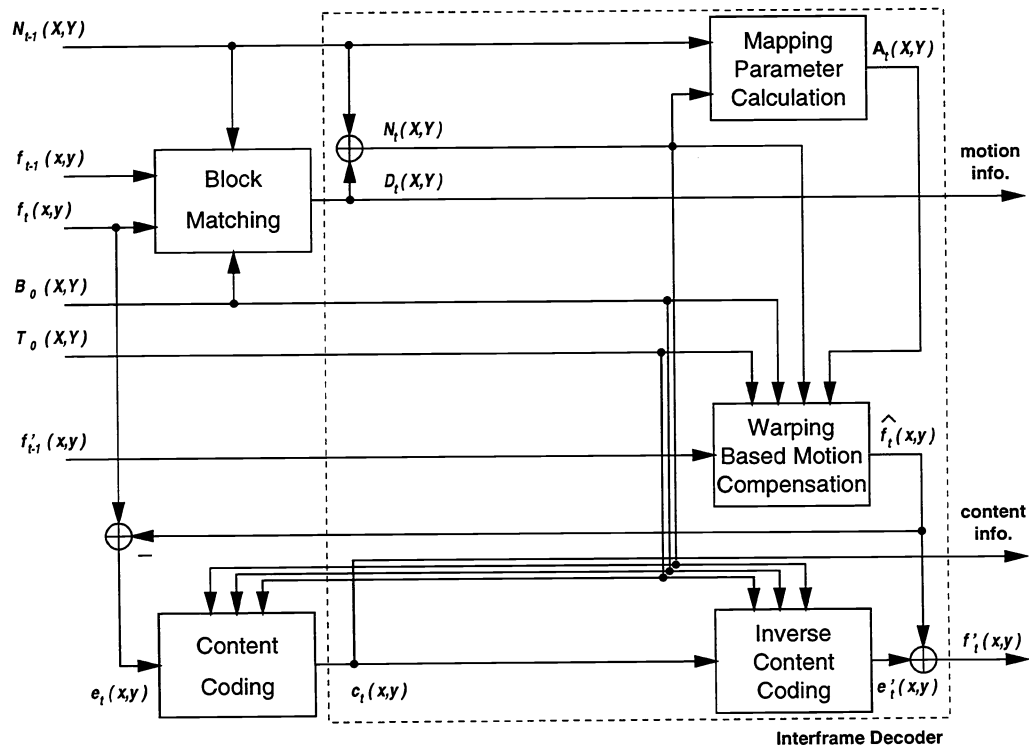 N_{t-1}(X,Y)
Mapping
Parameter
Calculation
A_t(X,Y)
N_t(X,Y)
f_{t-1}(x,y)
Block
Matching
D_t(X,Y)
motion
info.
f_t(x,y)
B_0(X,Y)
T_0(X,Y)
f'_{t-1}(x,y)
Warping
Based Motion
Compensation
\hat{f}_t(x,y)
content
info.
–
Content
Coding
Inverse
Content
Coding
f'_t(x,y)
e_t(x,y)
c_t(x,y)
e'_t(x,y)
Interframe Decoder